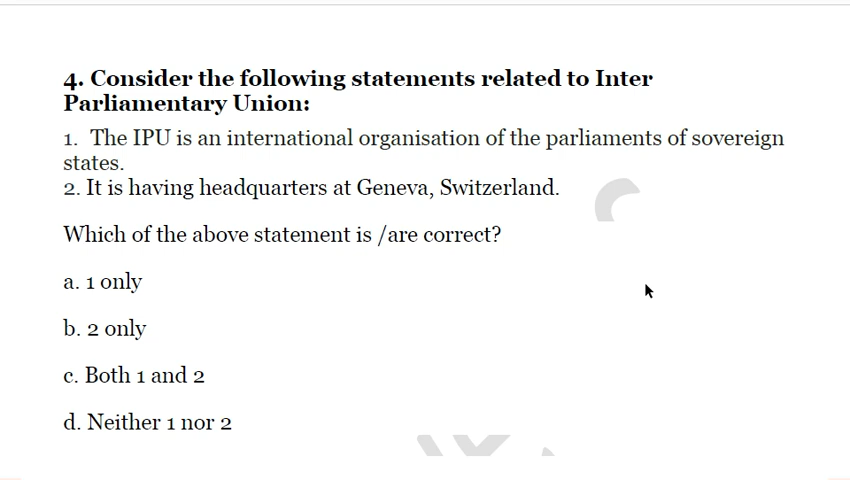 4. Consider the following statements related to Inter
Parliamentary Union:
1. The IPU is an international organisation of the parliaments of sovereign
states.
2. It is having headquarters at Geneva, Switzerland.
Which of the above statement is /are correct?
a. 1 only
b. 2 only
c. Both 1 and 2
d. Neither 1 nor 2